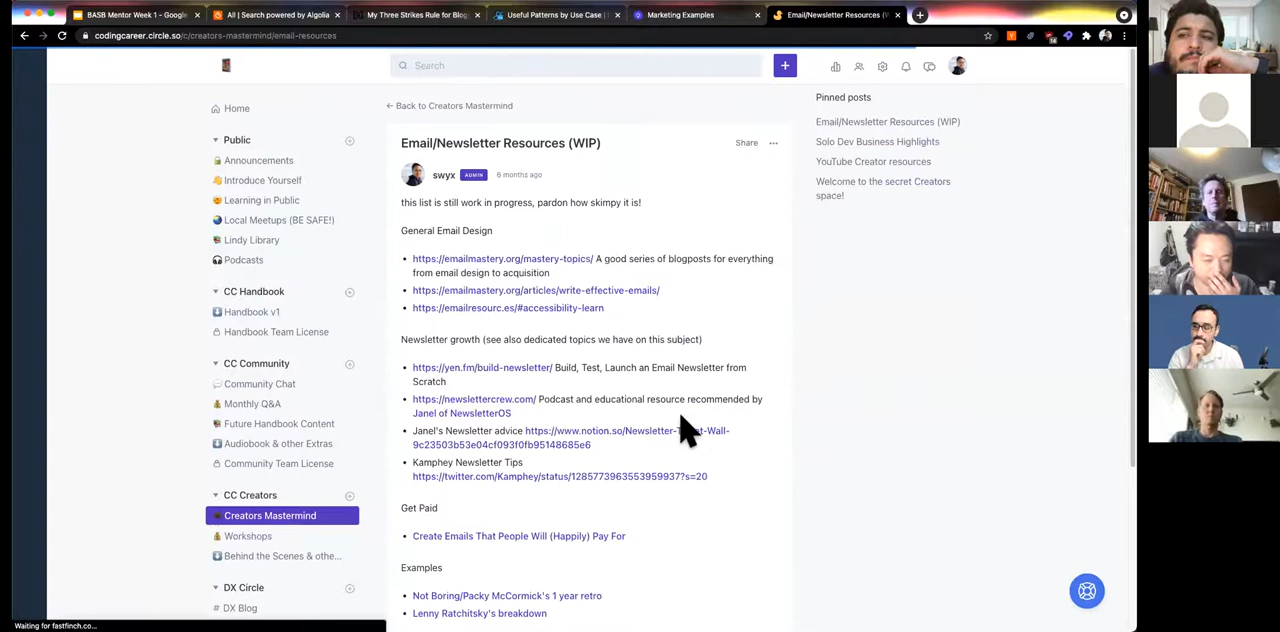 BASB Mentor Week 1 - Google
All | Search powered by Algolia
My Three Strikes Rule for Blog
Useful Patterns by Use Case |
Marketing Examples
Email/Newsletter Resources (W
codingcareer.circle.so/c/creators-mastermind/email-resources
Search
Home
Public
Announcements
Introduce Yourself
Learning in Public
Local Meetups (BE SAFE!)
Lindy Library
Podcasts
CC Handbook
Handbook v1
Handbook Team License
CC Community
Community Chat
Monthly Q&A
Future Handbook Content
Audiobook & other Extras
Community Team License
CC Creators
Creators Mastermind
Workshops
Behind the Scenes & othe...
DX Circle
# DX Blog
Waiting for fastfinch.co...
← Back to Creators Mastermind
Email/Newsletter Resources (WIP)
Share
swyx ADMIN 6 months ago
this list is still work in progress, pardon how skimpy it is!
General Email Design
• https://emailmastery.org/mastery-topics/ A good series of blogposts for everything
from email design to acquisition
• https://emailmastery.org/articles/write-effective-emails/
• https://emailresourc.es/#accessibility-learn
Newsletter growth (see also dedicated topics we have on this subject)
• https://yen.fm/build-newsletter/ Build, Test, Launch an Email Newsletter from
Scratch
• https://newslettercrew.com/ Podcast and educational resource recommended by
Janel of NewsletterOS
• Janel's Newsletter advice https://www.notion.so/Newsletter-T et-Wall-
9c23503b53e04cf093f0fb95148685e6
• Kamphey Newsletter Tips
https://twitter.com/Kamphey/status/1285773963553959937?s=20
Get Paid
• Create Emails That People Will (Happily) Pay For
Examples
• Not Boring/Packy McCormick's 1 year retro
• Lenny Ratchitsky's breakdown
Pinned posts
Email/Newsletter Resources (WIP)
Solo Dev Business Highlights
YouTube Creator resources
Welcome to the secret Creators
space!